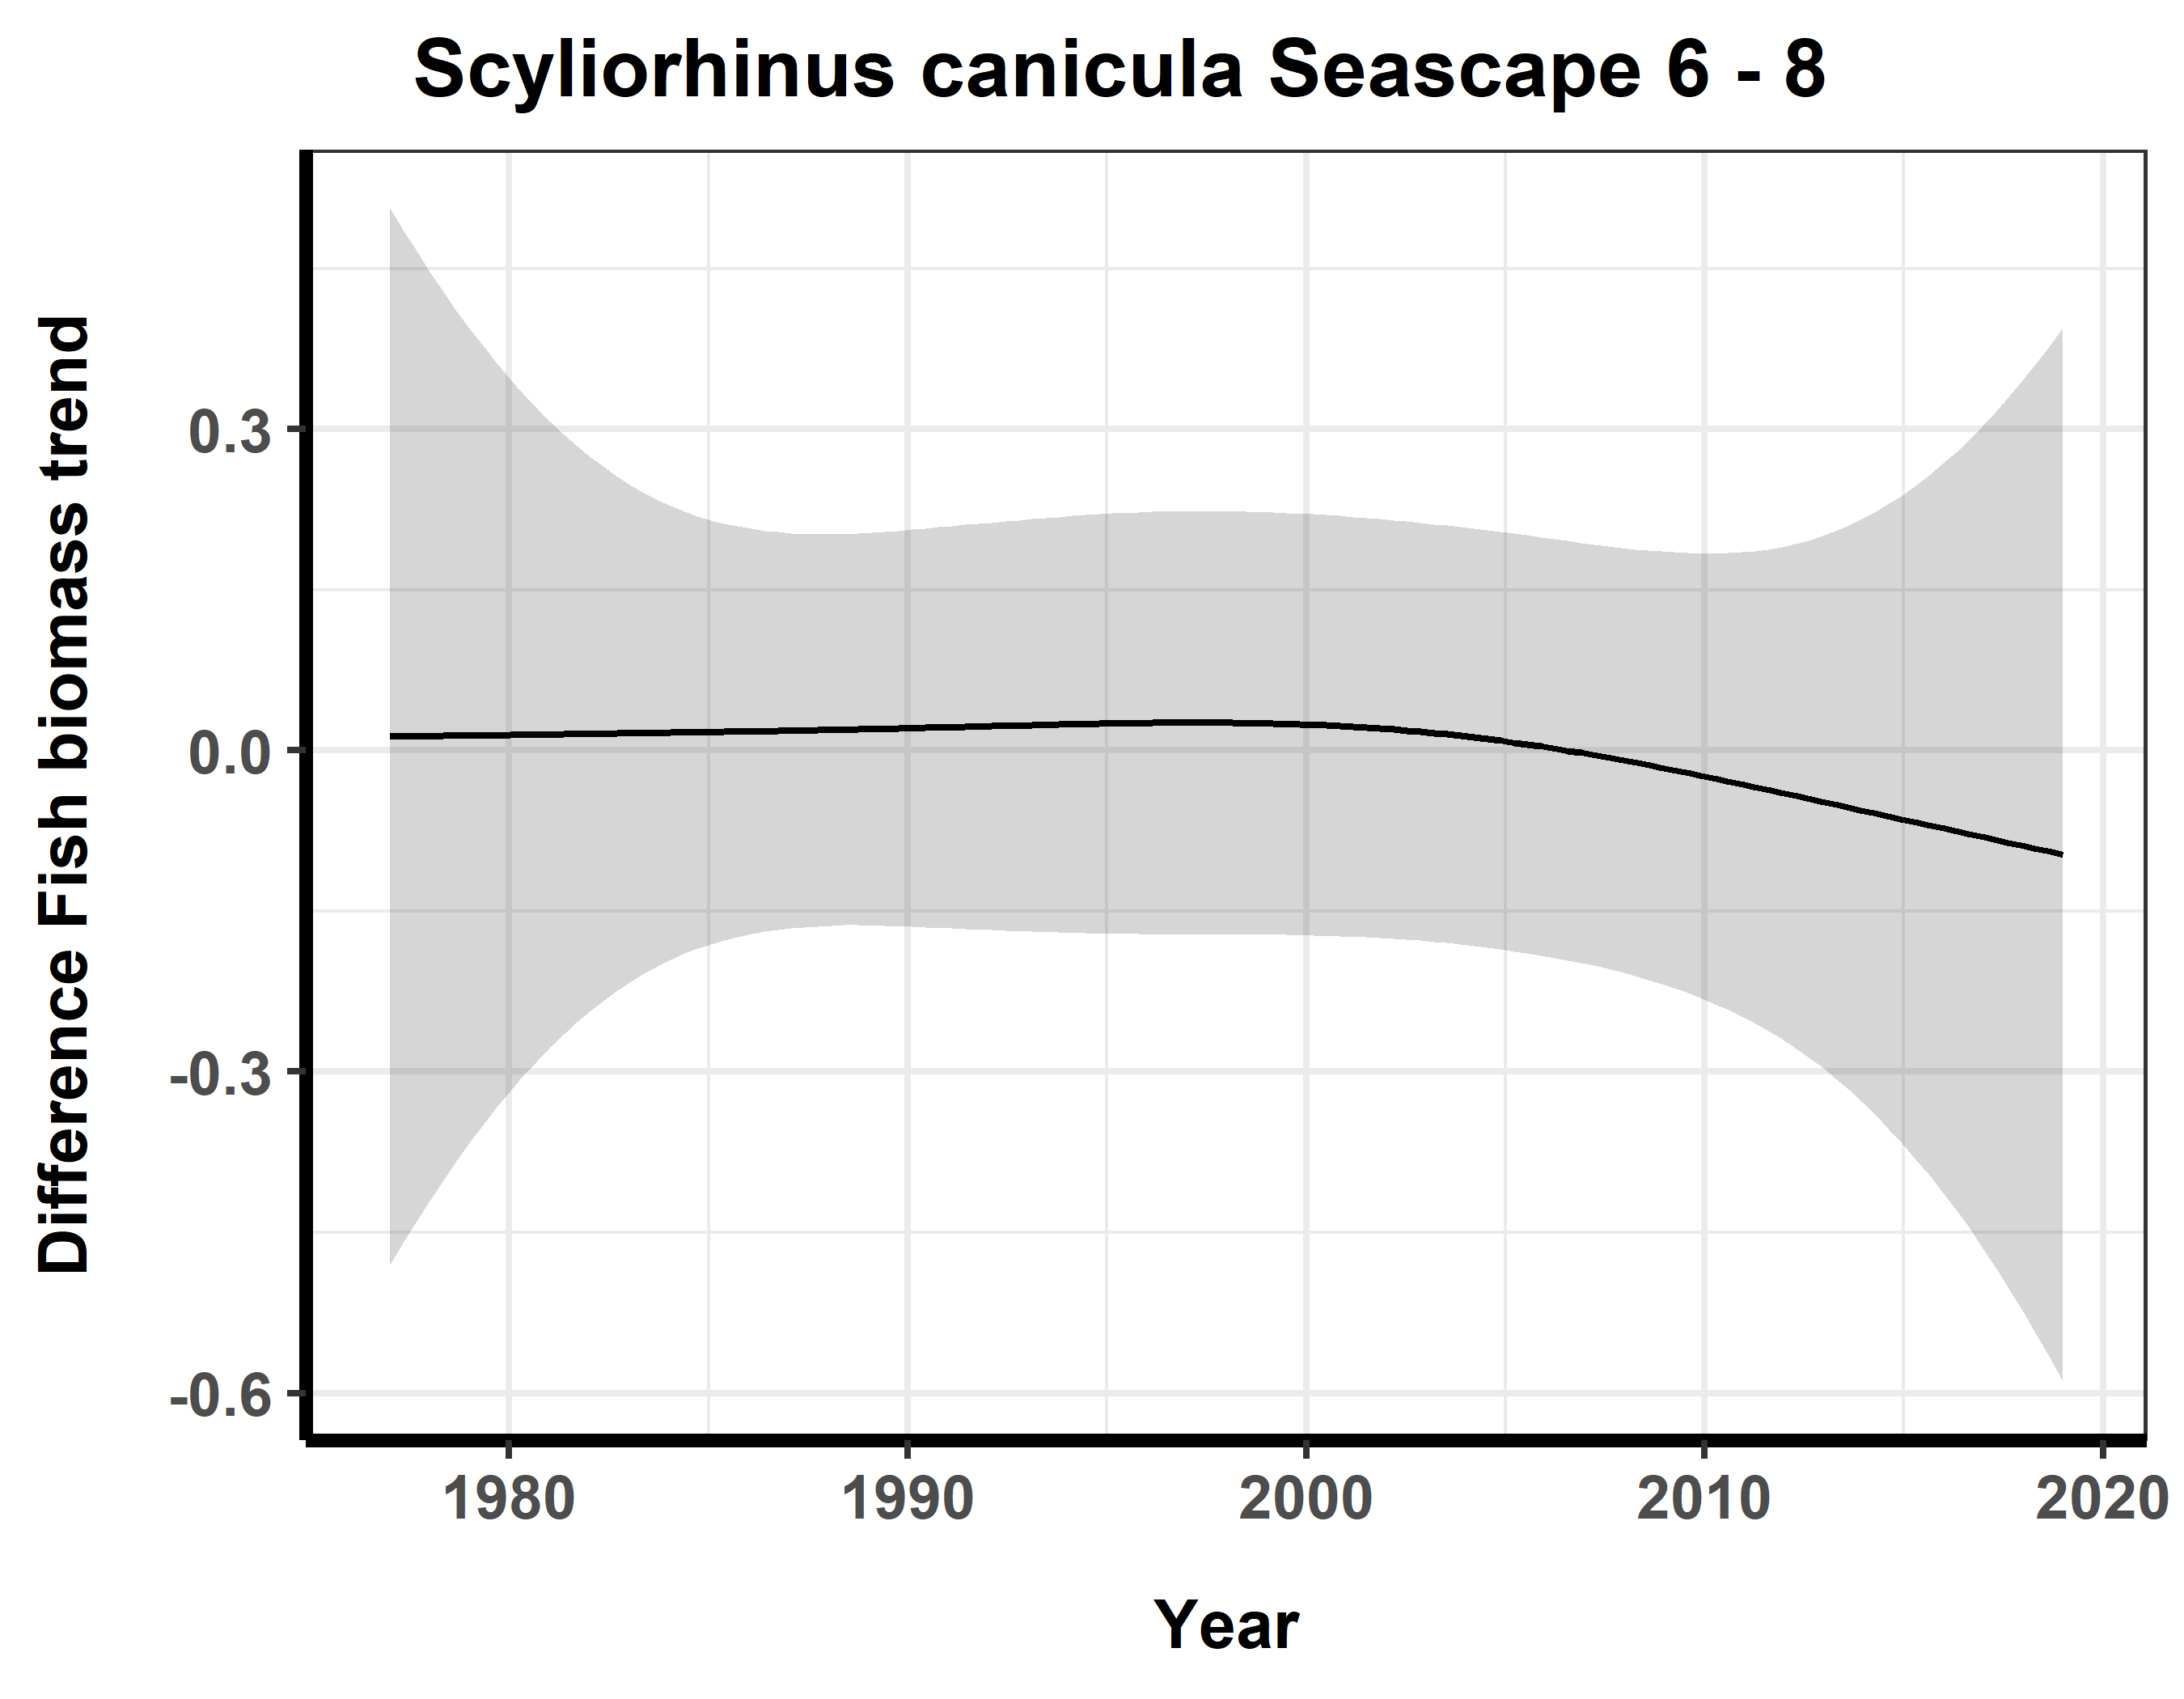 Scyliorhinus canicula Seascape 6 - 8
Difference Fish biomass trend
0.3
0.0
-0.3
-0.6
1980 1990 2000 2010 2020
Year